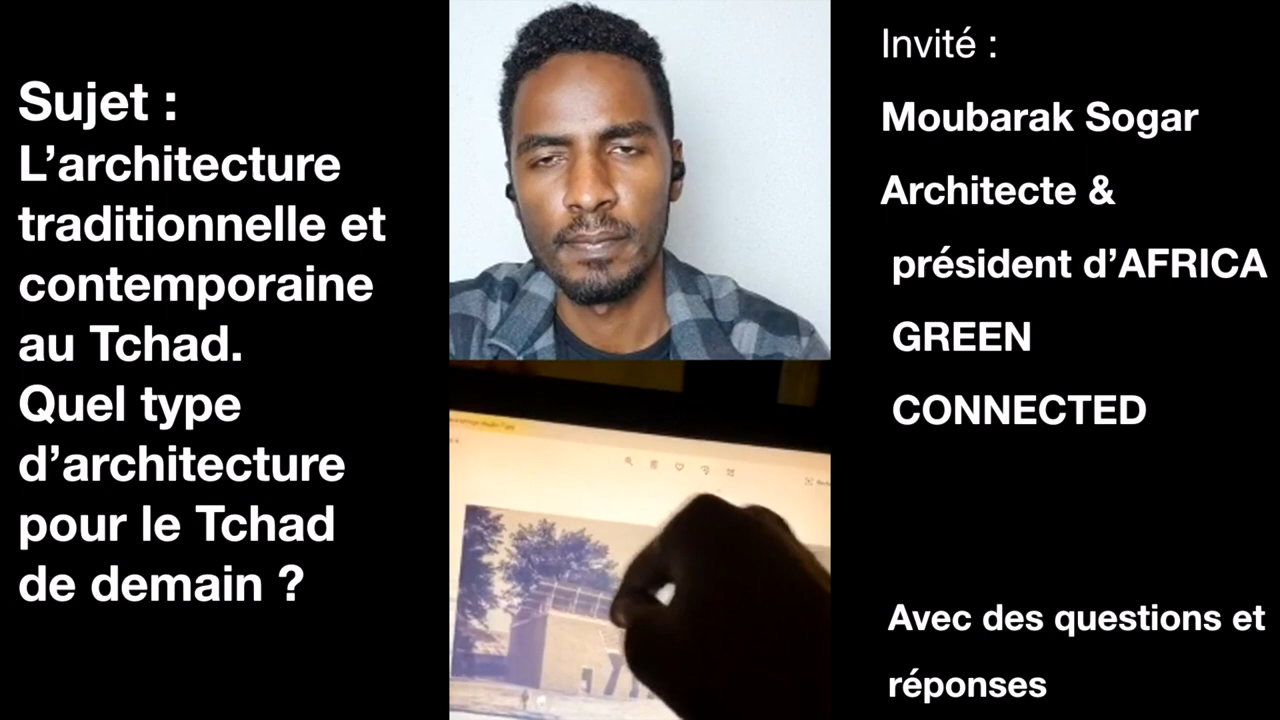 Sujet :
L’architecture
traditionnelle et
contemporaine
au Tchad.
Quel type
d’architecture
pour le Tchad
de demain ?
Invité :
Moubarak Sogar
Architecte &
président d’AFRICA
GREEN
CONNECTED
Avec des questions et
réponses